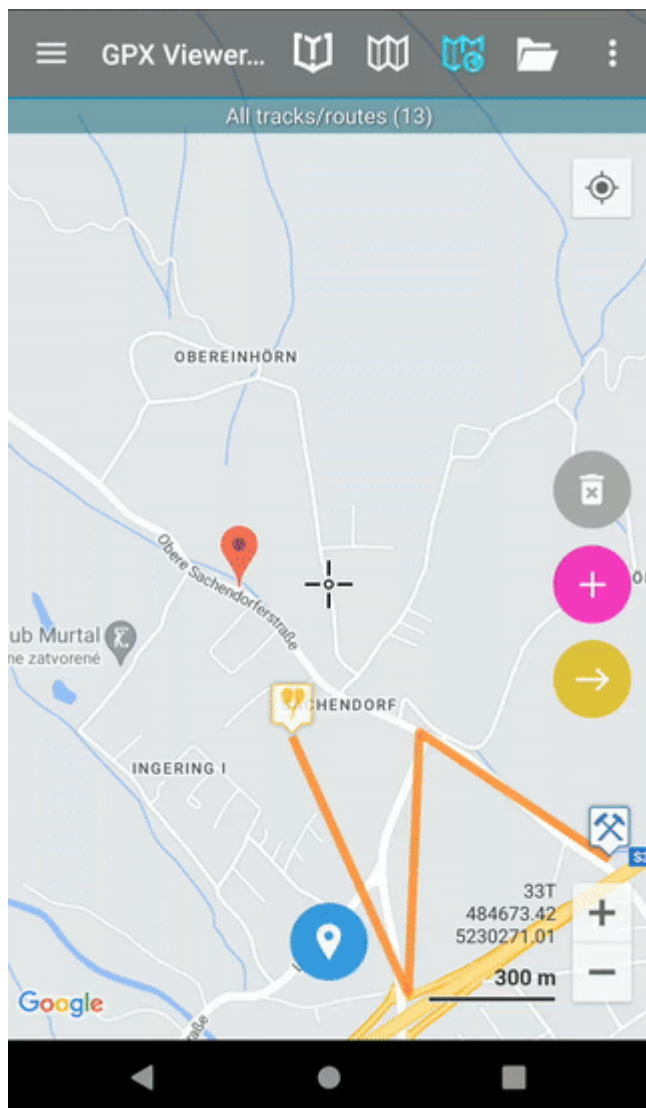 GPX Viewer...
All tracks/routes (13)
OBEREINHÖRN
Obere Sachendorferstraße
ub Murtal
ne zatvorené
SACHENDORF
INGERING I
33T
484673.42
5230271.01
300 m
Google